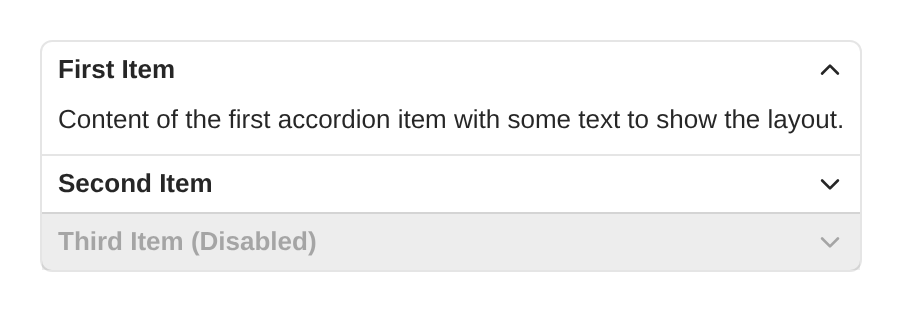 First Item
Content of the first accordion item with some text to show the layout.
Second Item
Third Item (Disabled)